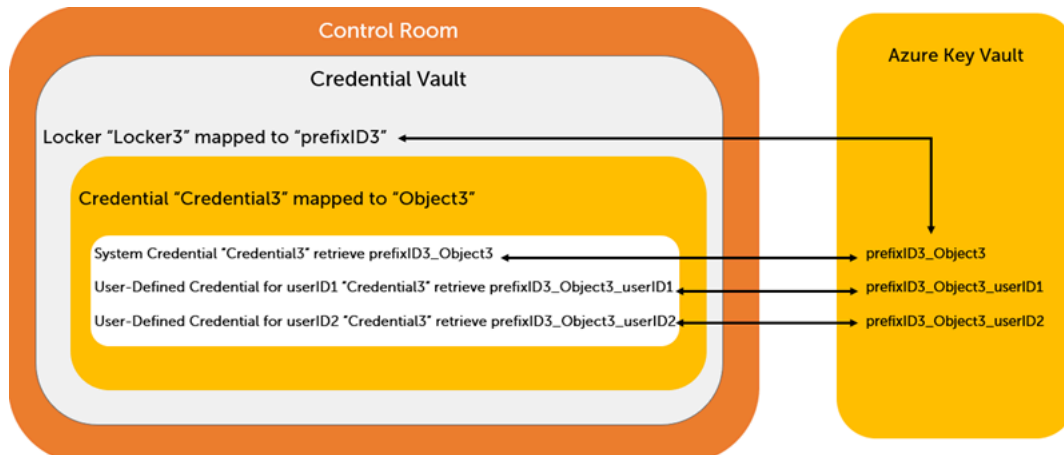 Control Room
Credential Vault
Azure Key Vault
Locker “Locker3” mapped to “prefixID3”
Credential “Credential3” mapped to “Object3”
System Credential “Credential3” retrieve prefixID3_Object3
prefixID3_Object3
User-Defined Credential for userID1 “Credential3” retrieve prefixID3_Object3_userID1
prefixID3_Object3_userID1
User-Defined Credential for userID2 “Credential3” retrieve prefixID3_Object3_userID2
prefixID3_Object3_userID2